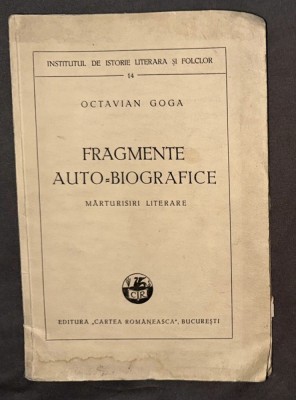 INSTITUTUL DE ISTORIE LITERARA ȘI FOLCLOR
14
OCTAVIAN GOGA
FRAGMENTE
AUTO=BIOGRAFICE
MĂRTURISIRI LITERARE
CR
EDITURA „CARTEA ROMÂNEASCĂ”, BUCUREȘTI